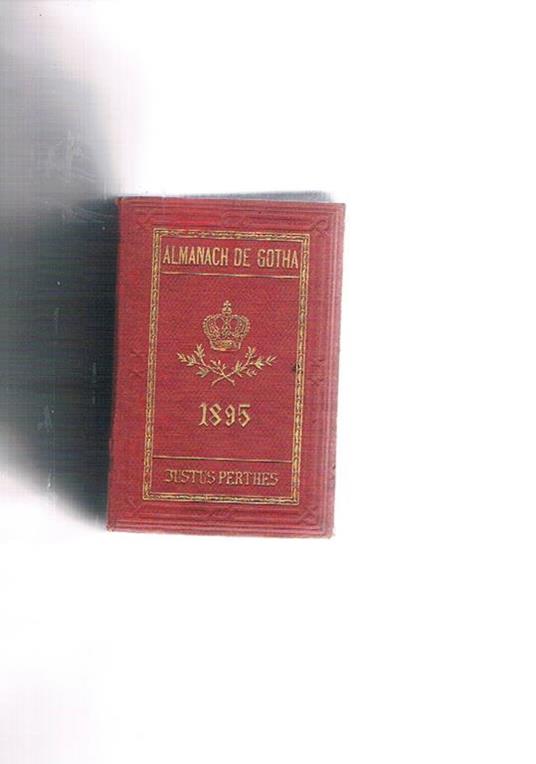 ALMANACH DE GOTHA
1895
JUSTUS PERTHES